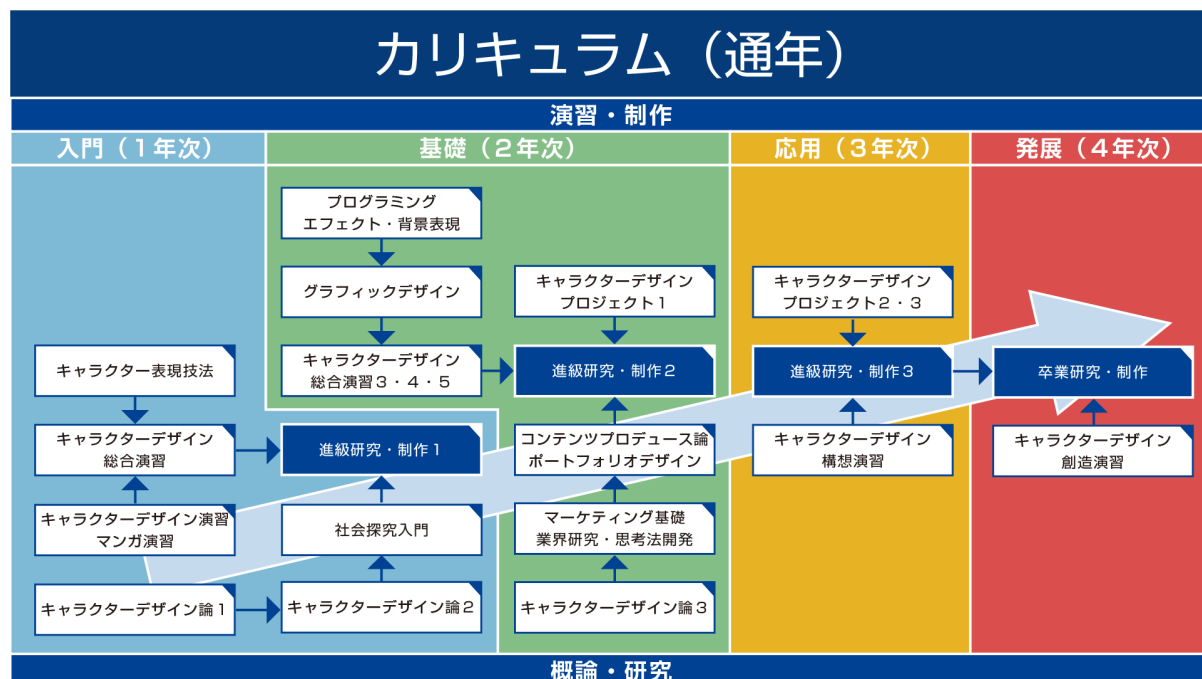 カリキュラム（通年）
演習・制作
入門（１年次）
基礎（２年次）
応用（３年次）
発展（４年次）
キャラクター表現技法
キャラクターデザイン
総合演習
キャラクターデザイン演習
マンガ演習
キャラクターデザイン論１
進級研究・制作１
社会探究入門
キャラクターデザイン論２
プログラミング
エフェクト・背景表現
グラフィックデザイン
キャラクターデザイン
総合演習３・４・５
キャラクターデザイン
プロジェクト１
進級研究・制作２
コンテンツプロデュース論
ポートフォリオデザイン
マーケティング基礎
業界研究・思考法開発
キャラクターデザイン論３
キャラクターデザイン
プロジェクト２・３
進級研究・制作３
キャラクターデザイン
構想演習
卒業研究・制作
キャラクターデザイン
創造演習
概論・研究